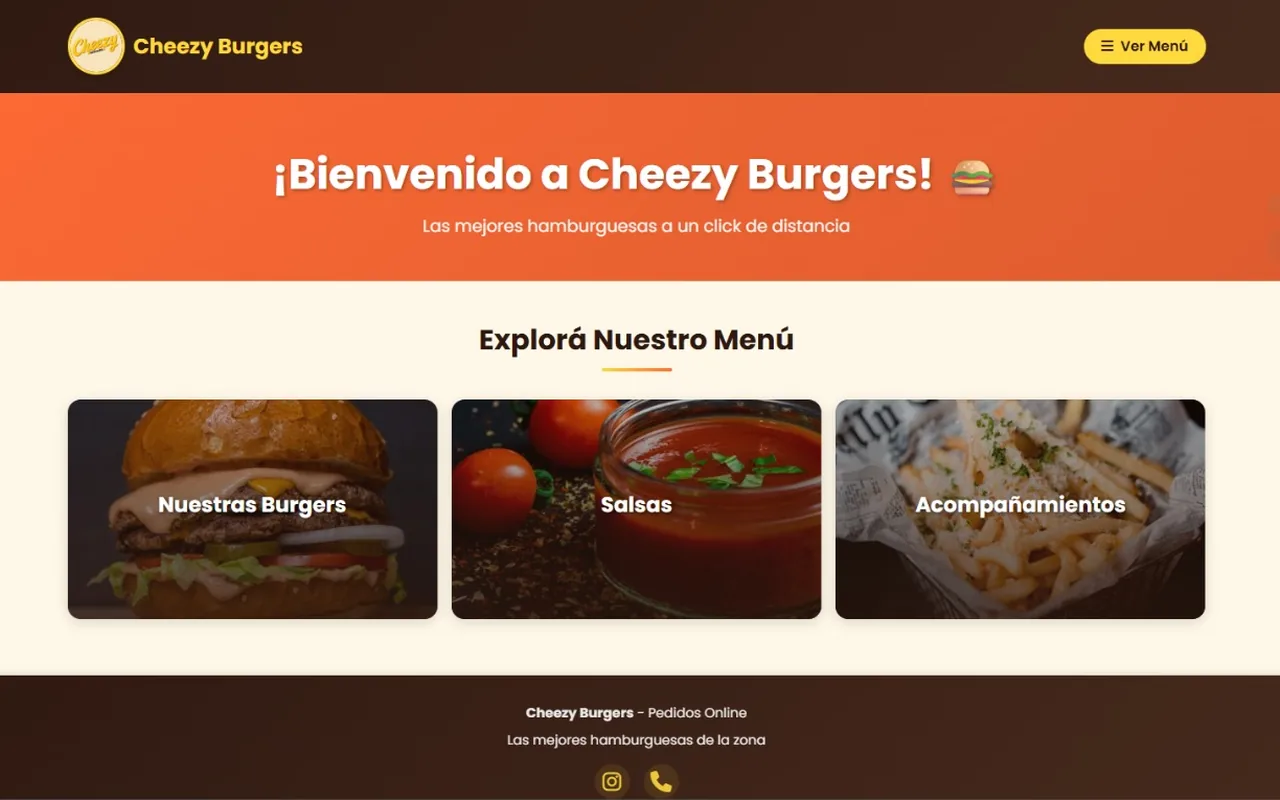 Cheezy
Cheezy Burgers
Ver Menú
¡Bienvenido a Cheezy Burgers! 🍔
Las mejores hamburguesas a un click de distancia
Explorá Nuestro Menú
Nuestras Burgers
Salsas
Acompañamientos
Cheezy Burgers - Pedidos Online
Las mejores hamburguesas de la zona